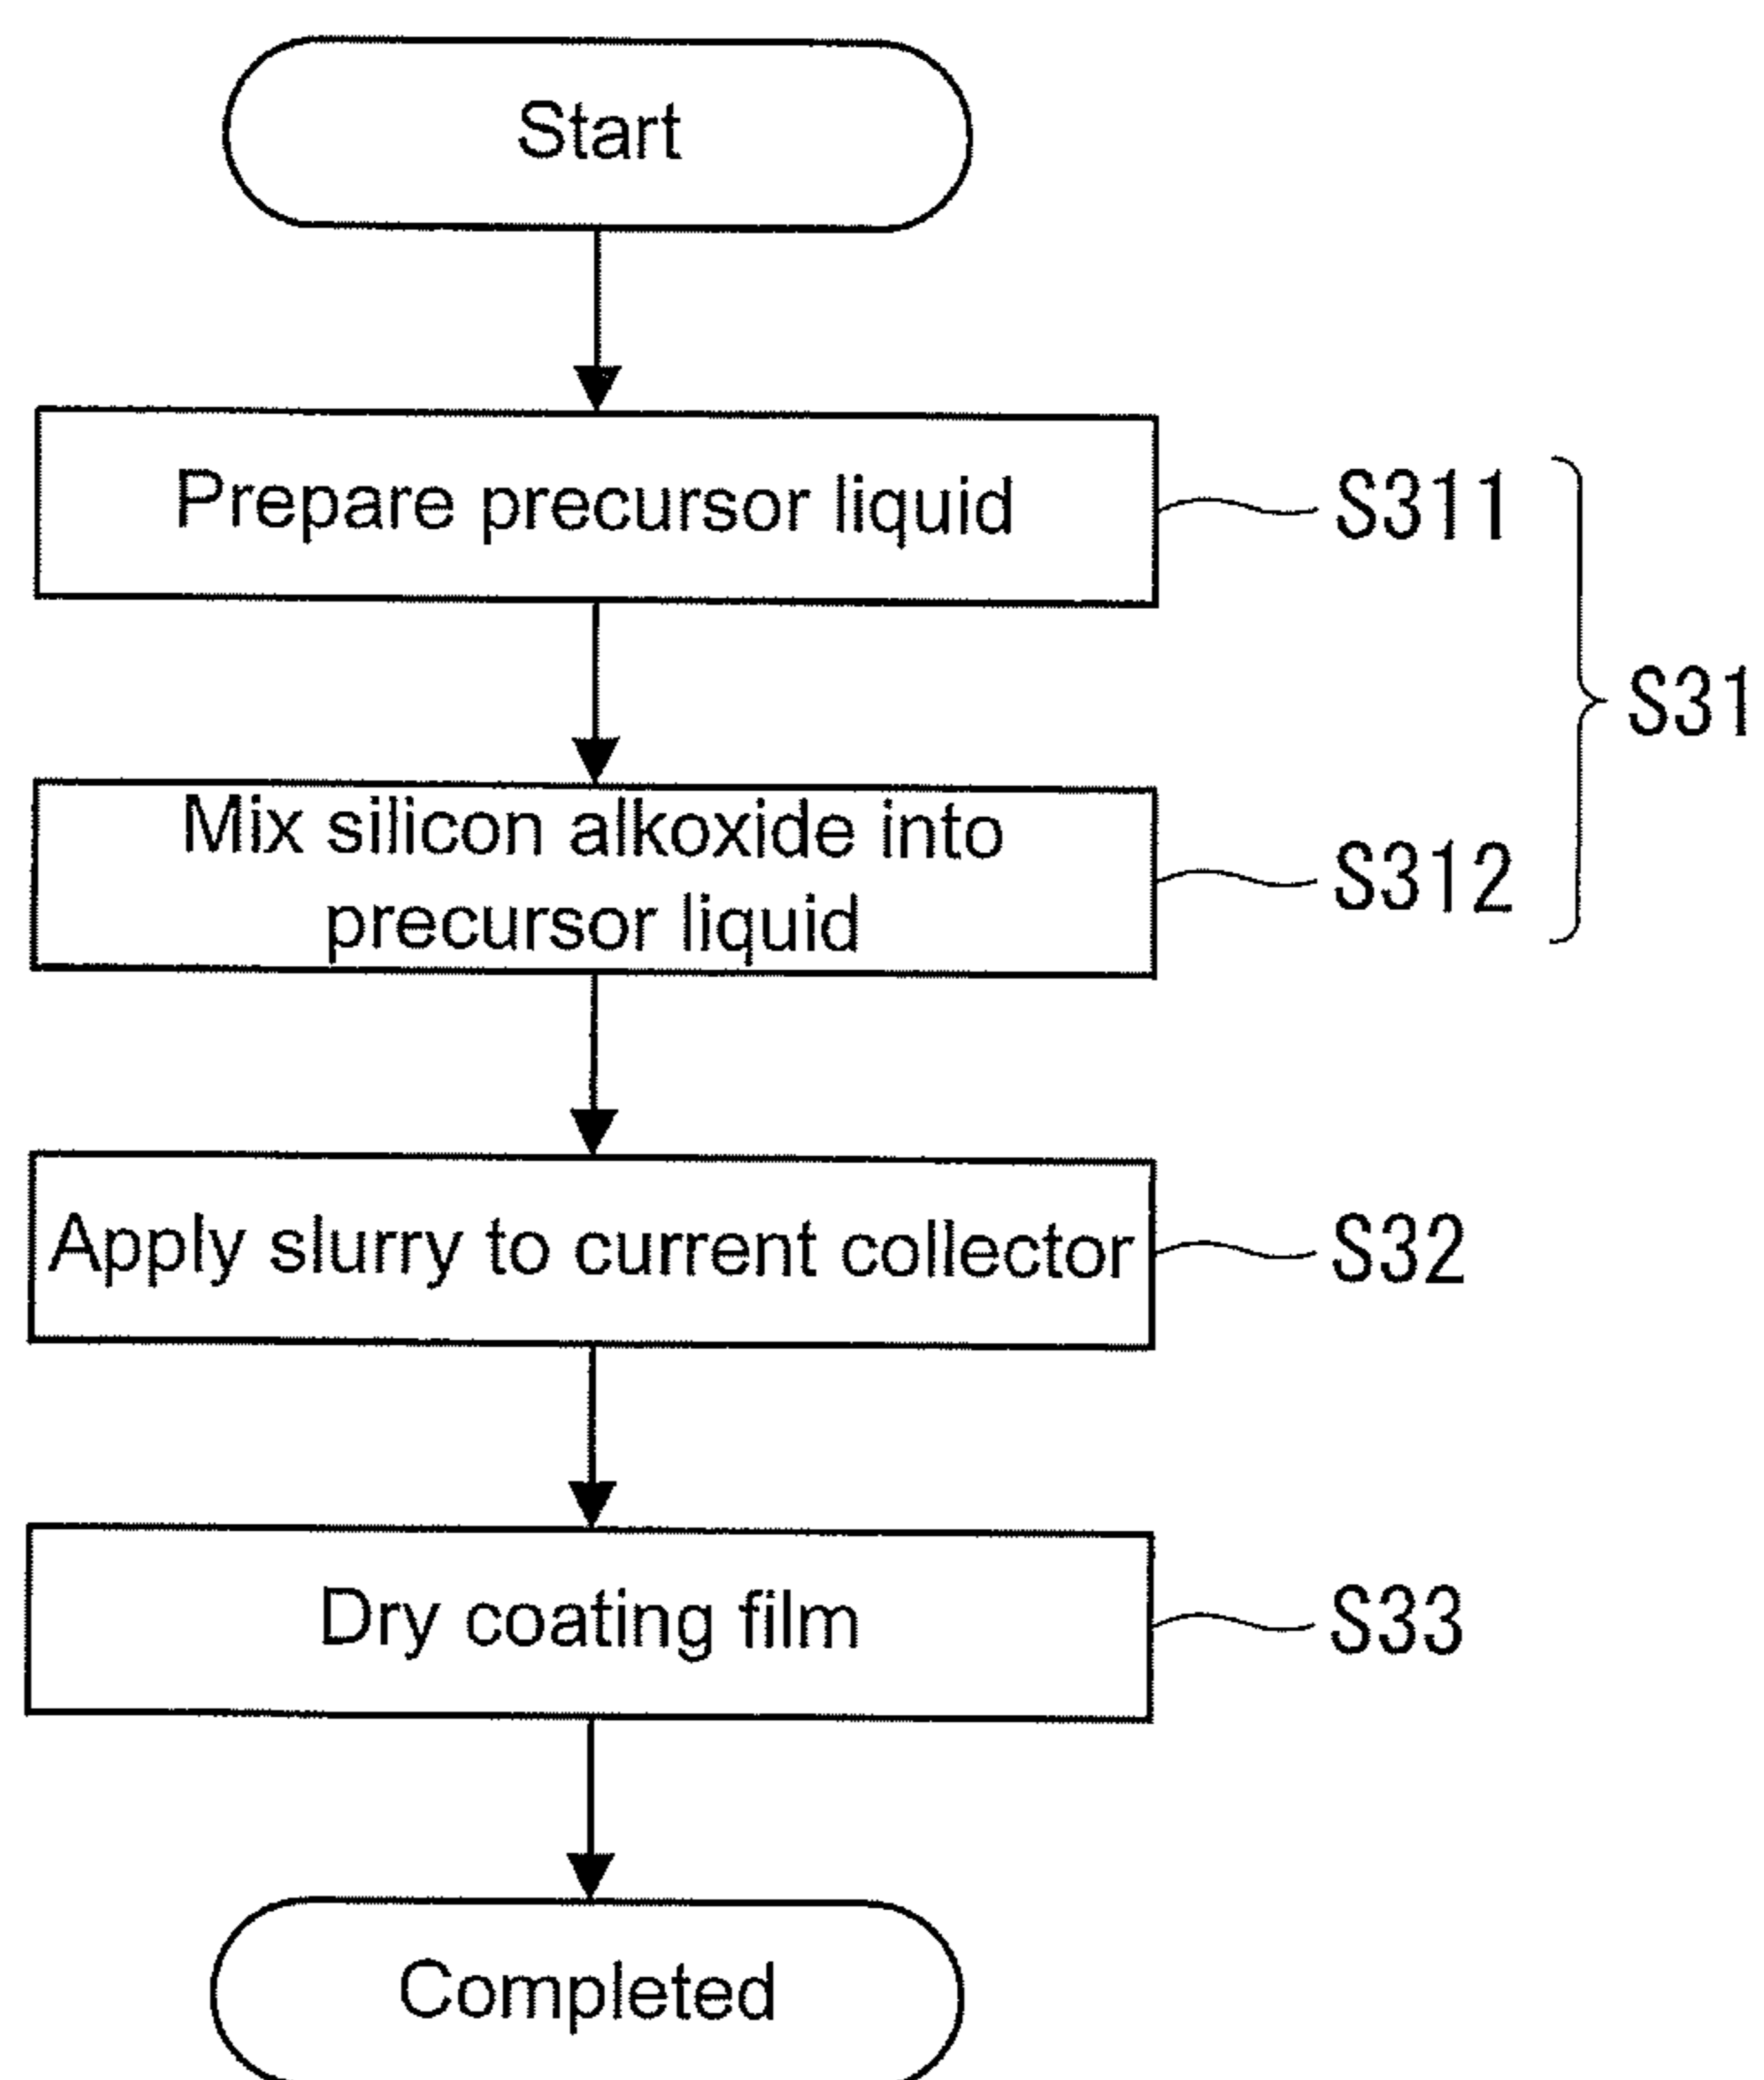 Start
Prepare precursor liquid
S311
S31
Mix silicon alkoxide into
precursor liquid
S312
Apply slurry to current collector
S32
Dry coating film
S33
Completed